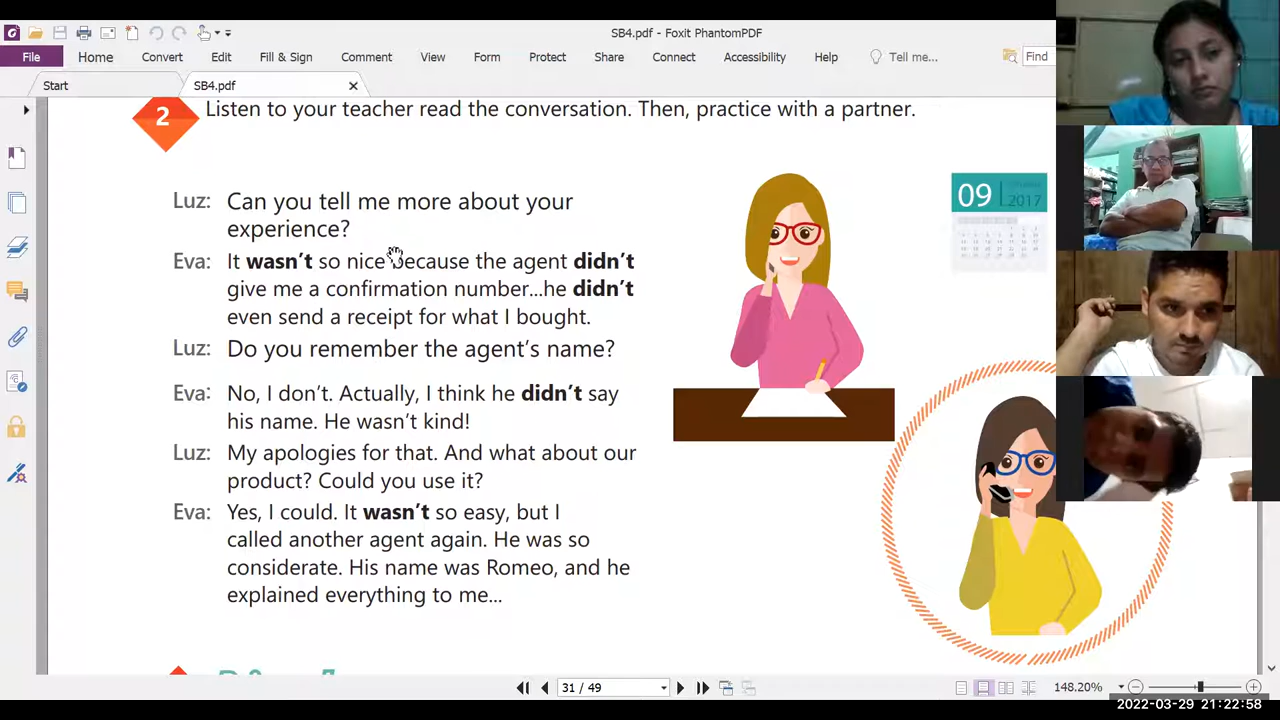 SB4.pdf - Foxit PhantomPDF
File Home Convert Edit Fill & Sign Comment View Form Protect Share Connect Accessibility Help Tell me... Find
Start SB4.pdf
2 Listen to your teacher read the conversation. Then, practice with a partner.
Luz: Can you tell me more about your
experience?
Eva: It wasn't so nice because the agent didn't
give me a confirmation number...he didn't
even send a receipt for what I bought.
Luz: Do you remember the agent's name?
Eva: No, I don't. Actually, I think he didn't say
his name. He wasn't kind!
Luz: My apologies for that. And what about our
product? Could you use it?
Eva: Yes, I could. It wasn't so easy, but I
called another agent again. He was so
considerate. His name was Romeo, and he
explained everything to me...
09 2017
31 / 49
148.20%
2022-03-29 21:22:58